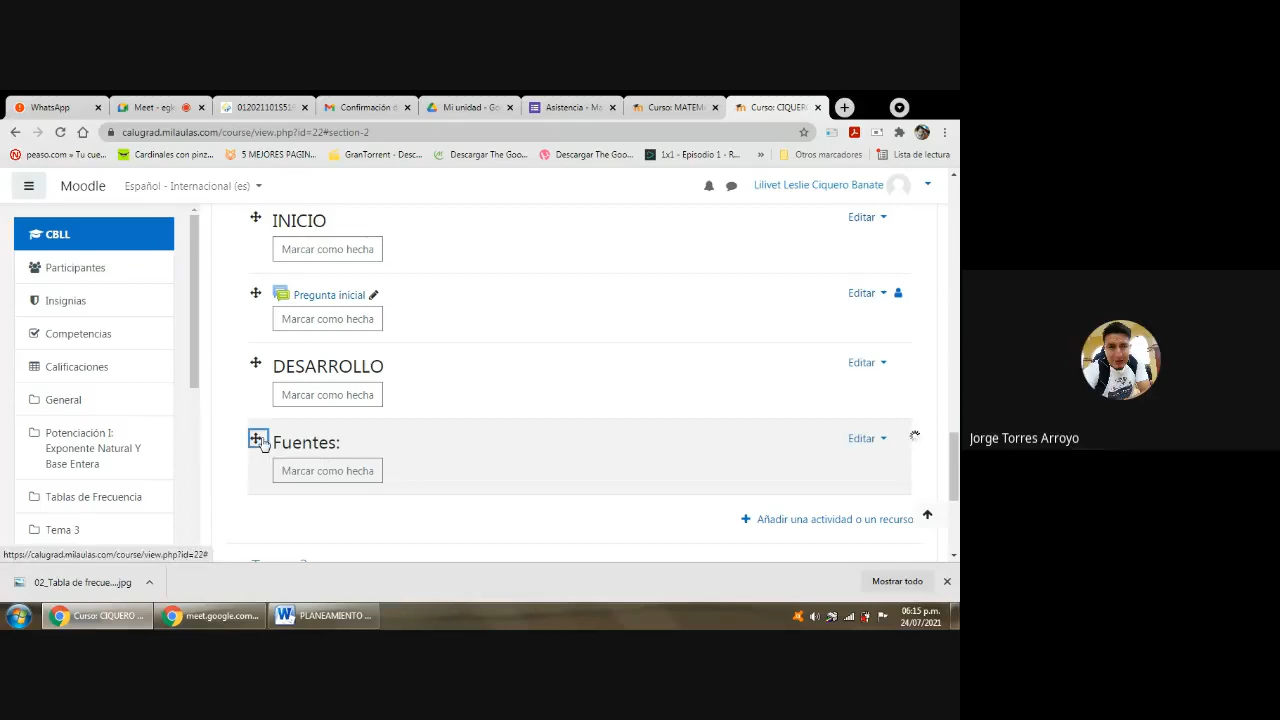 WhatsApp
Meet - egk
012021101S519
Confirmación d
Mi unidad - Go
Asistencia - Ma
Curso: MATEM
Curso: CIQUER
calugrad.milaulas.com/course/view.php?id=22#section-2
peaso.com » Tu cue...
Cardinales con pinz...
5 MEJORES PAGIN...
GranTorrent - Desc...
Descargar The Goo...
Descargar The Goo...
1x1 - Episodio 1 - R...
»
Otros marcadores
Lista de lectura
Moodle
Español - Internacional (es)
Lilivet Leslie Ciquero Banate
CBLL
Participantes
Insignias
Competencias
Calificaciones
General
Potenciación I:
Exponente Natural Y
Base Entera
Tablas de Frecuencia
Tema 3
INICIO
Editar
Marcar como hecha
Pregunta inicial
Editar
Marcar como hecha
DESARROLLO
Editar
Marcar como hecha
Fuentes:
Editar
Marcar como hecha
Añadir una actividad o un recurso
https://calugrad.milaulas.com/course/view.php?id=22#
02_Tabla de frecue....jpg
Mostrar todo
Curso: CIQUERO ...
meet.google.com...
PLANEAMIENTO ...
06:15 p.m.
24/07/2021
Jorge Torres Arroyo